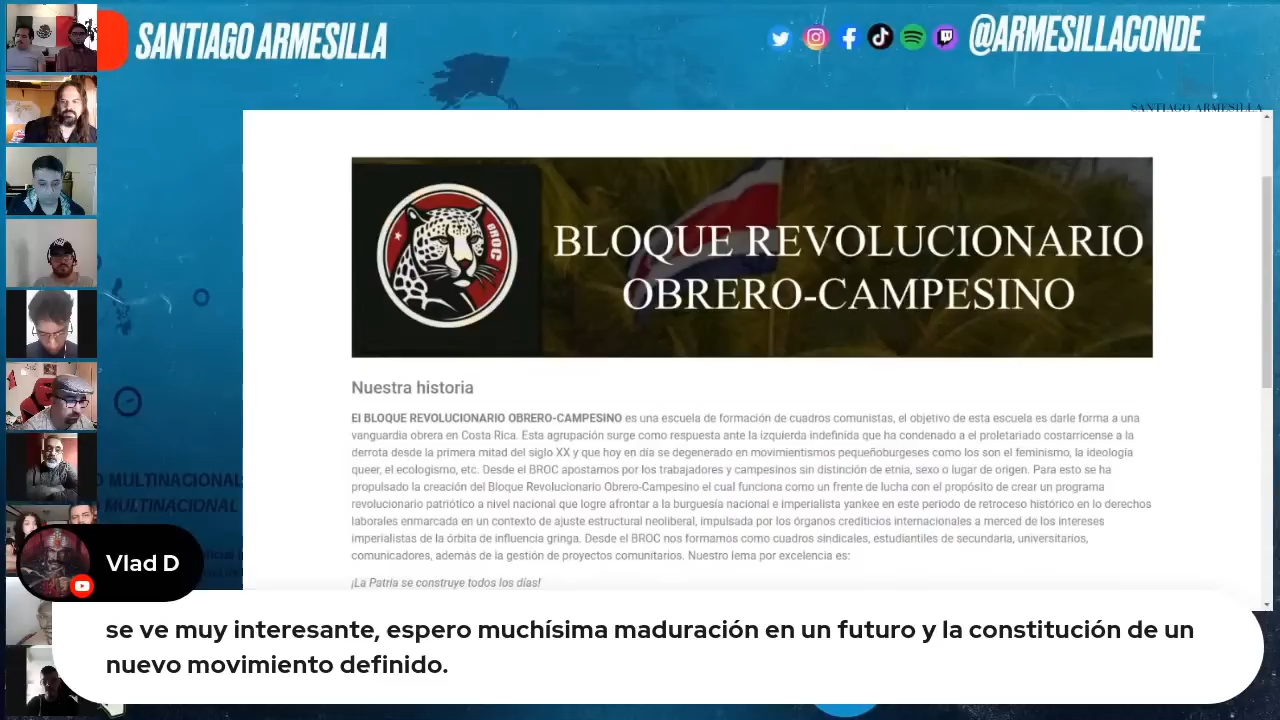 SANTIAGO ARMESILLA
@ARMESILLACONDE
SANTIAGO ARMESILLA
BROC
BLOQUE REVOLUCIONARIO
OBRERO-CAMPESINO
Nuestra historia
El BLOQUE REVOLUCIONARIO OBRERO-CAMPESINO es una escuela de formación de cuadros comunistas, el objetivo de esta escuela es darle forma a una
vanguardia obrera en Costa Rica. Esta agrupación surge como respuesta ante la izquierda indefinida que ha condenado a el proletariado costarricense a la
derrota desde la primera mitad del siglo XX y que hoy en día se degenerado en movimientismos pequeñoburgeses como los son el feminismo, la ideología
queer, el ecologismo, etc. Desde el BROC apostamos por los trabajadores y campesinos sin distinción de etnia, sexo o lugar de origen. Para esto se ha
propulsado la creación del Bloque Revolucionario Obrero-Campesino el cual funciona como un frente de lucha con el propósito de crear un programa
revolucionario patriótico a nivel nacional que logre afrontar a la burguesía nacional e imperialista yankee en este periodo de retroceso histórico en lo derechos
laborales enmarcada en un contexto de ajuste estructural neoliberal, impulsada por los órganos crediticios internacionales a merced de los intereses
imperialistas de la órbita de influencia gringa. Desde el BROC nos formamos como cuadros sindicales, estudiantiles de secundaria, universitarios,
comunicadores, además de la gestión de proyectos comunitarios. Nuestro lema por excelencia es:
¡La Patria se construye todos los días!
O MULTINACIONAL
MULTINACIONAL
Vlad D
se ve muy interesante, espero muchísima maduración en un futuro y la constitución de un
nuevo movimiento definido.